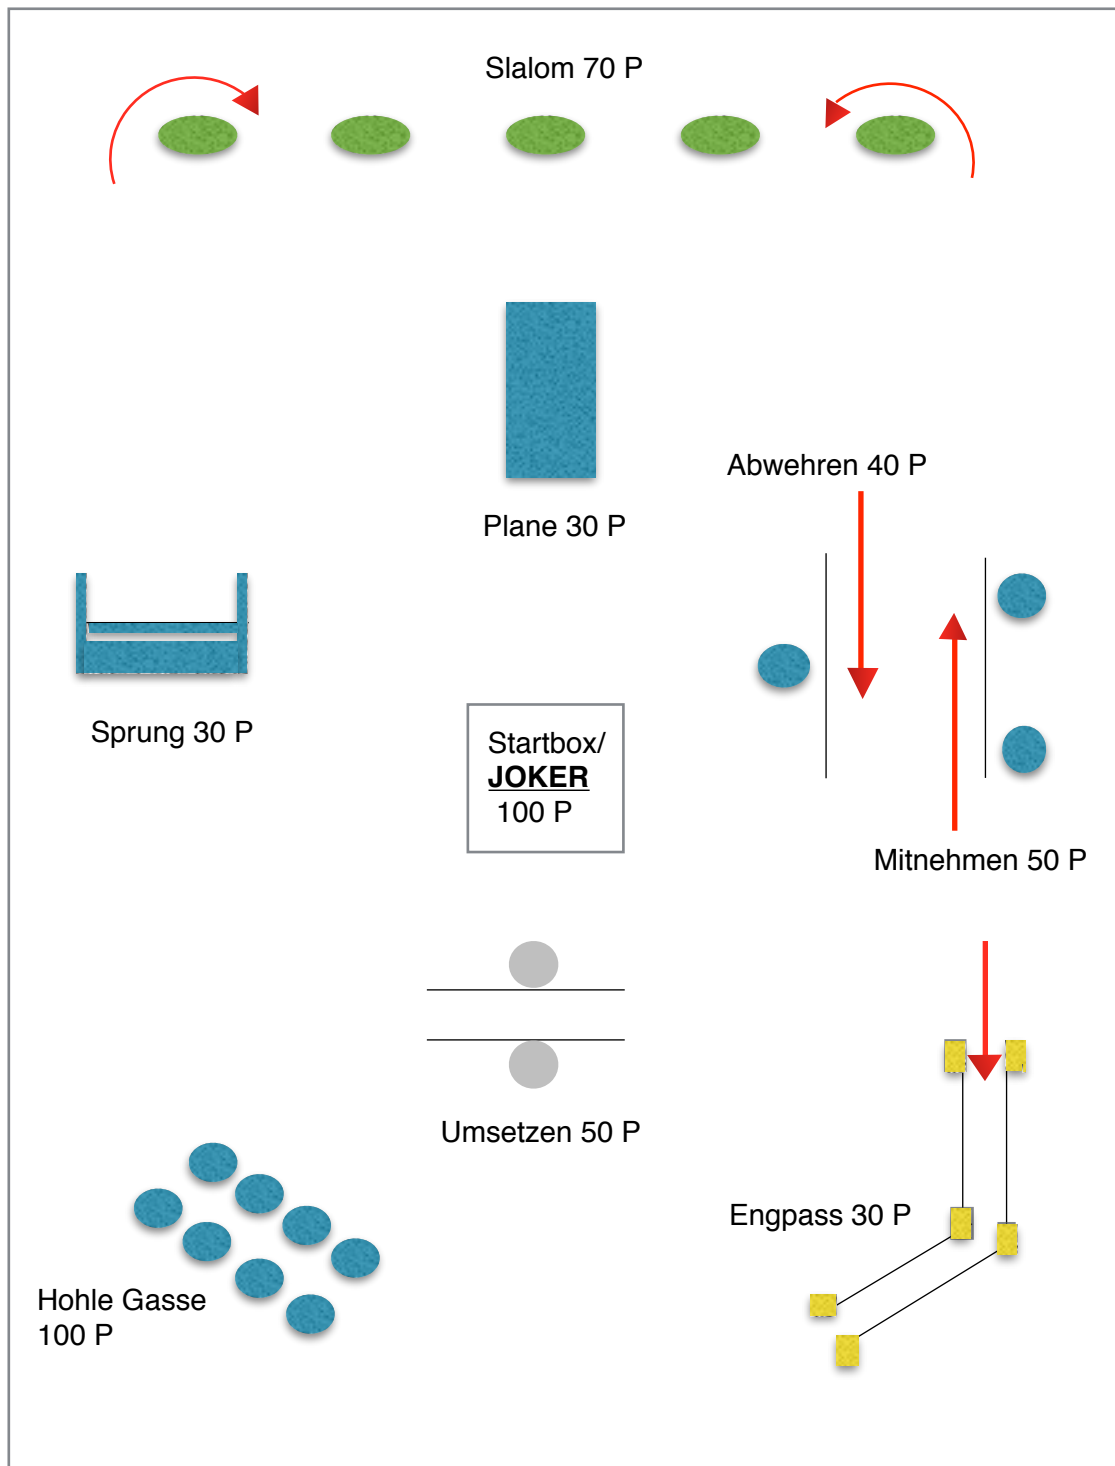 Slalom 70 P
Abwehren 40 P
Plane 30 P
Sprung 30 P
Startbox/
JOKER
100 P
Mitnehmen 50 P
Umsetzen 50 P
Engpass 30 P
Hohle Gasse
100 P